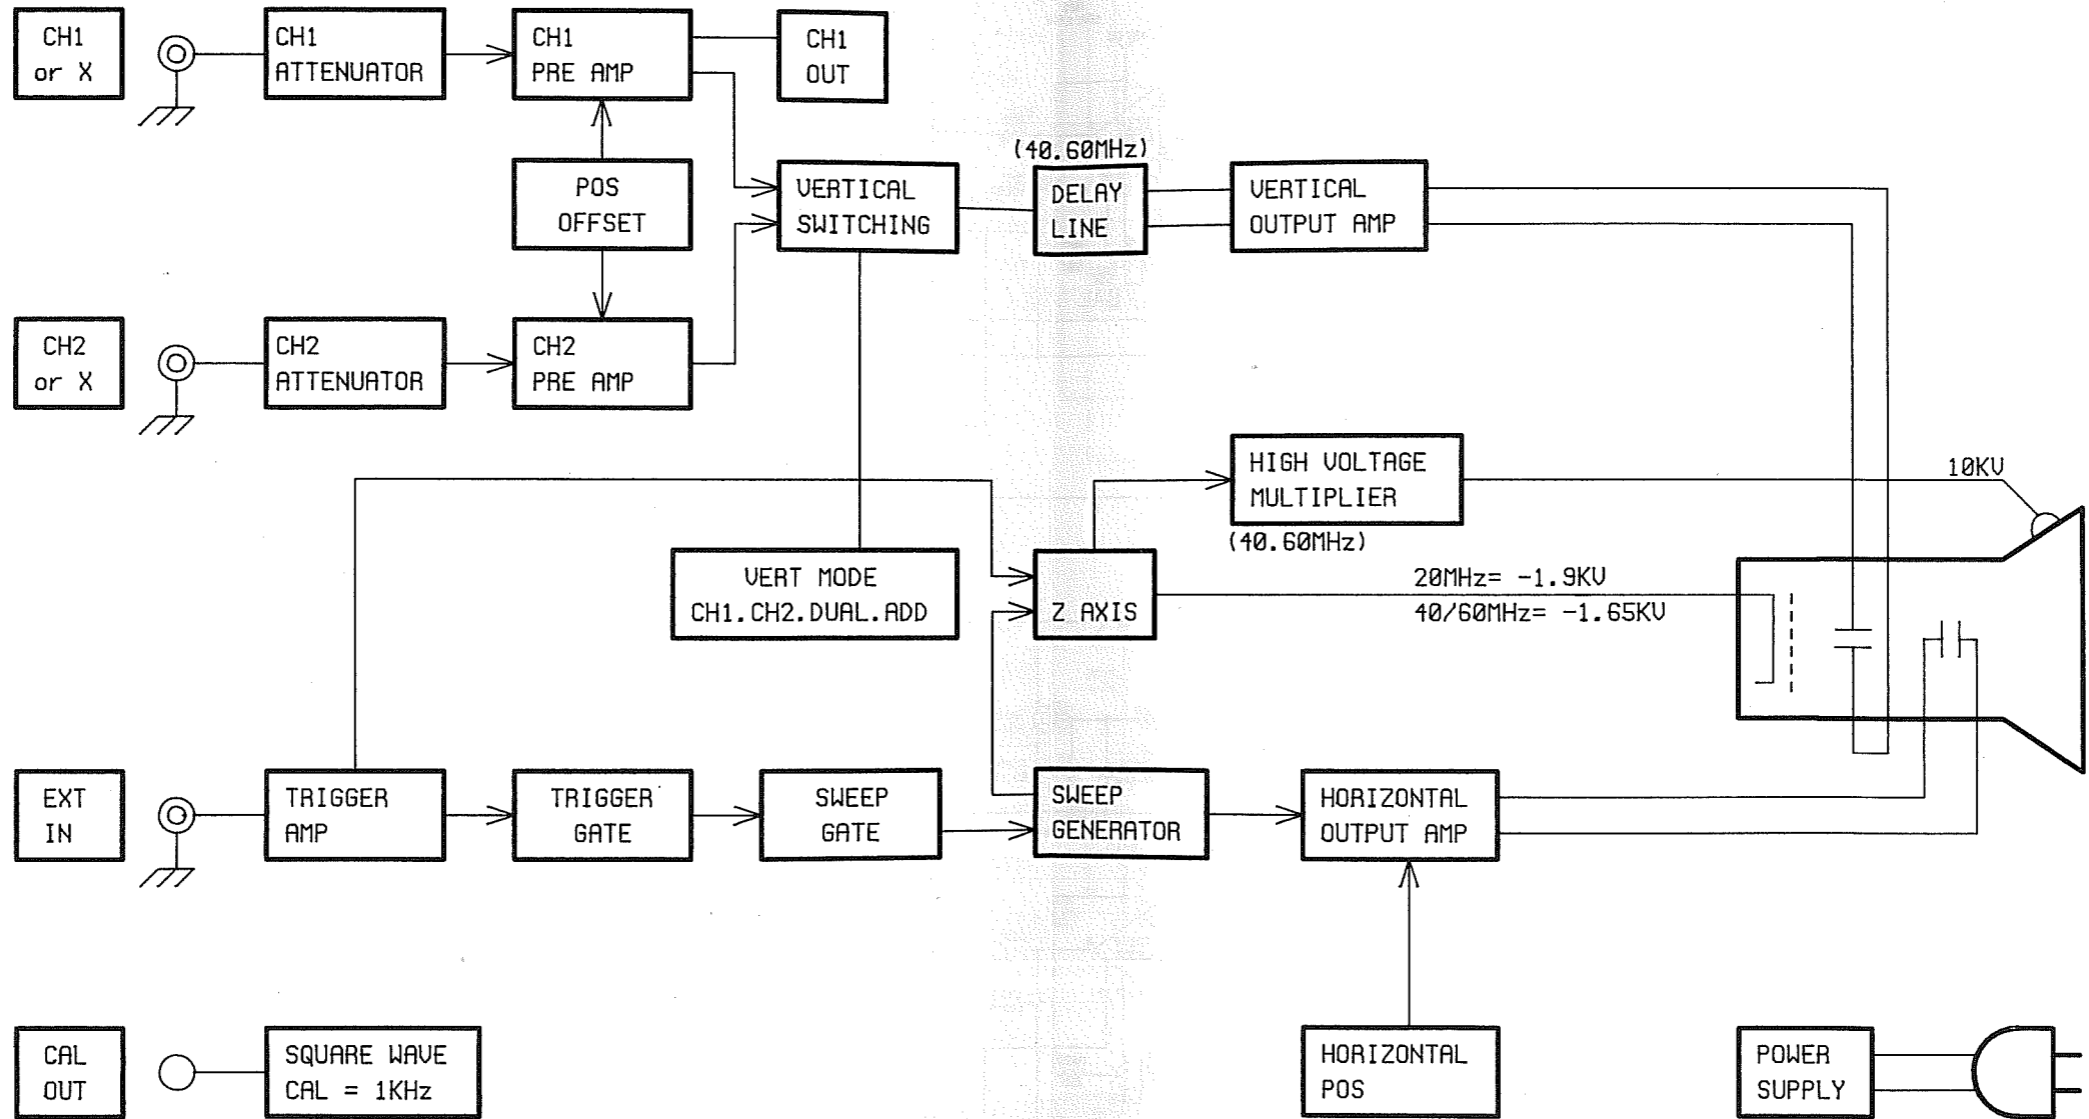 CH1
or X
CH1
ATTENUATOR
CH1
PRE AMP
CH1
OUT
POS
OFFSET
VERTICAL
SWITCHING
(40.60MHz)
DELAY
LINE
VERTICAL
OUTPUT AMP
CH2
or X
CH2
ATTENUATOR
CH2
PRE AMP
HIGH VOLTAGE
MULTIPLIER
(40.60MHz)
10KV
VERT MODE
CH1.CH2.DUAL.ADD
Z AXIS
20MHz= -1.9KV
40/60MHz= -1.65KV
EXT
IN
TRIGGER
AMP
TRIGGER
GATE
SWEEP
GATE
SWEEP
GENERATOR
HORIZONTAL
OUTPUT AMP
CAL
OUT
SQUARE WAVE
CAL = 1KHz
HORIZONTAL
POS
POWER
SUPPLY